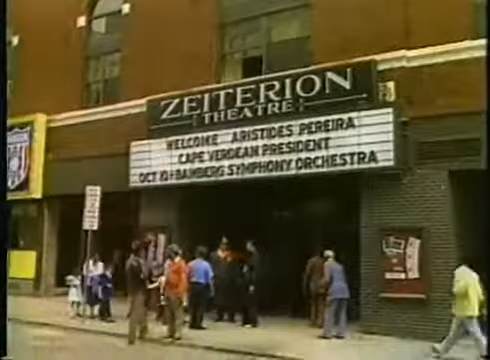 ZEITERION
THEATRE
WELCOME ARISTIDES PEREIRA
CAPE VERDEAN PRESIDENT
OCT 10 BAMBERG SYMPHONY ORCHESTRA